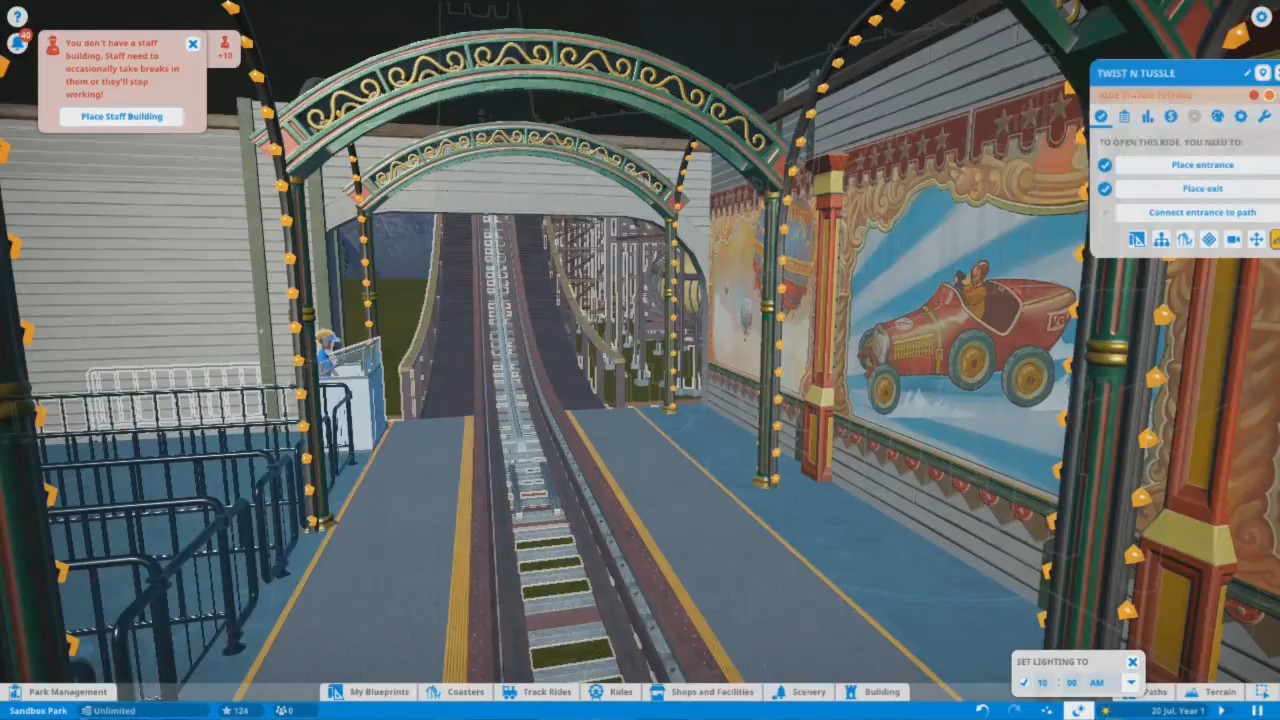 ?
40
You don't have a staff
building. Staff need to
occasionally take breaks in
them or they'll stop
working!
+10
Place Staff Building
TWIST N TUSSLE
TO OPEN THIS RIDE, YOU NEED TO:
Place entrance
Place exit
Connect entrance to path
SET LIGHTING TO
10 : 00 AM
Park Management
My Blueprints
Coasters
Track Rides
Rides
Shops and Facilities
Scenery
Building
Paths
Terrain
Sandbox Park
Unlimited
124
0
20 Jul, Year 1